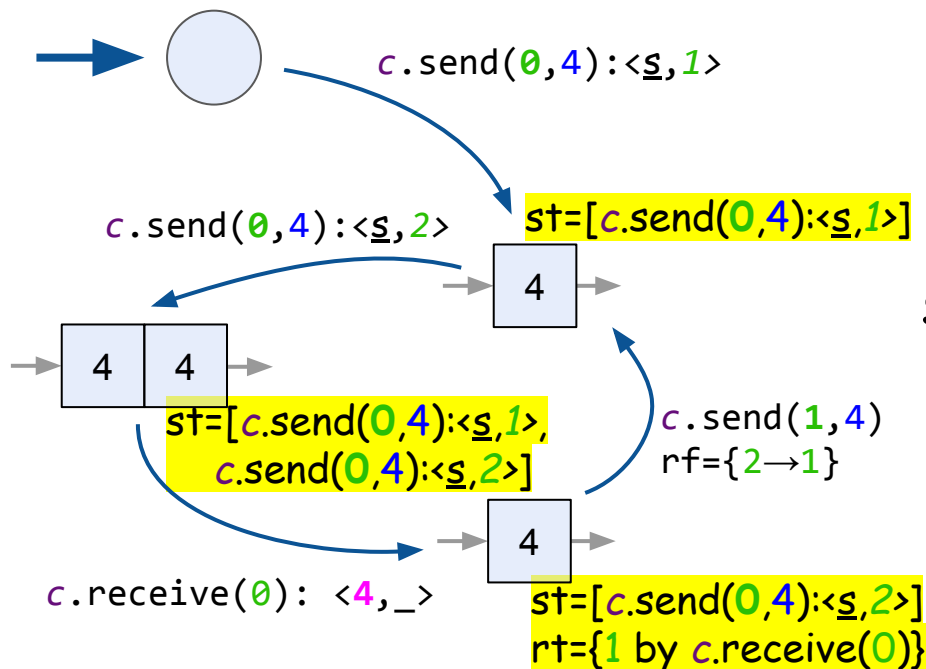 c.send(0,4):<s,1>
st=[c.send(0,4):<s,1>]
c.send(0,4):<s,2>
4
4 4
st=[c.send(0,4):<s,1>,
c.send(0,4):<s,2>]
c.send(1,4)
rf={2→1}
4
c.receive(0): <4,_>
st=[c.send(0,4):<s,2>]
rt={1 by c.receive(0)}